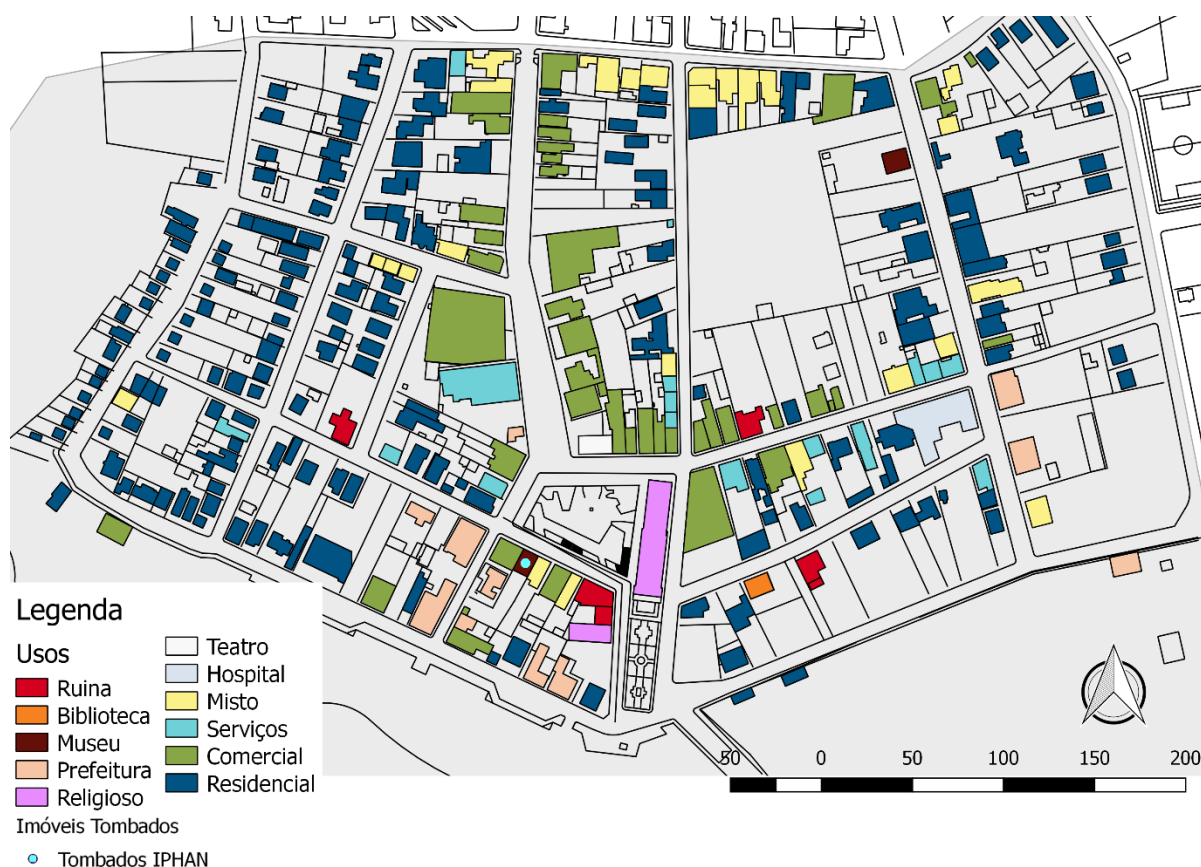 Legenda
Usos
Ruina
Biblioteca
Museu
Prefeitura
Religioso
Teatro
Hospital
Misto
Serviços
Comercial
Residencial
Imóveis Tombados
Tombados IPHAN
50 0 50 100 150 200